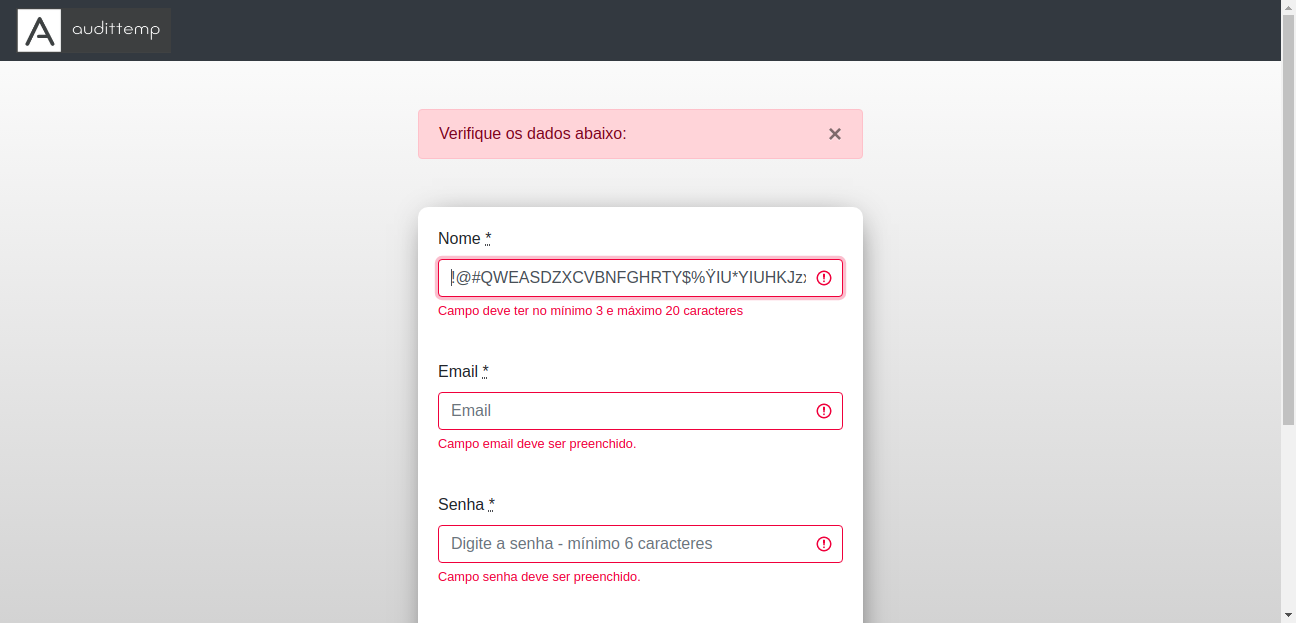 audittemp
Verifique os dados abaixo:
Nome *
!@#QWEASDZXCVBNFGHRTY$%ŸIU*YIUHKJzx
Campo deve ter no mínimo 3 e máximo 20 caracteres
Email *
Email
Campo email deve ser preenchido.
Senha *
Digite a senha - mínimo 6 caracteres
Campo senha deve ser preenchido.